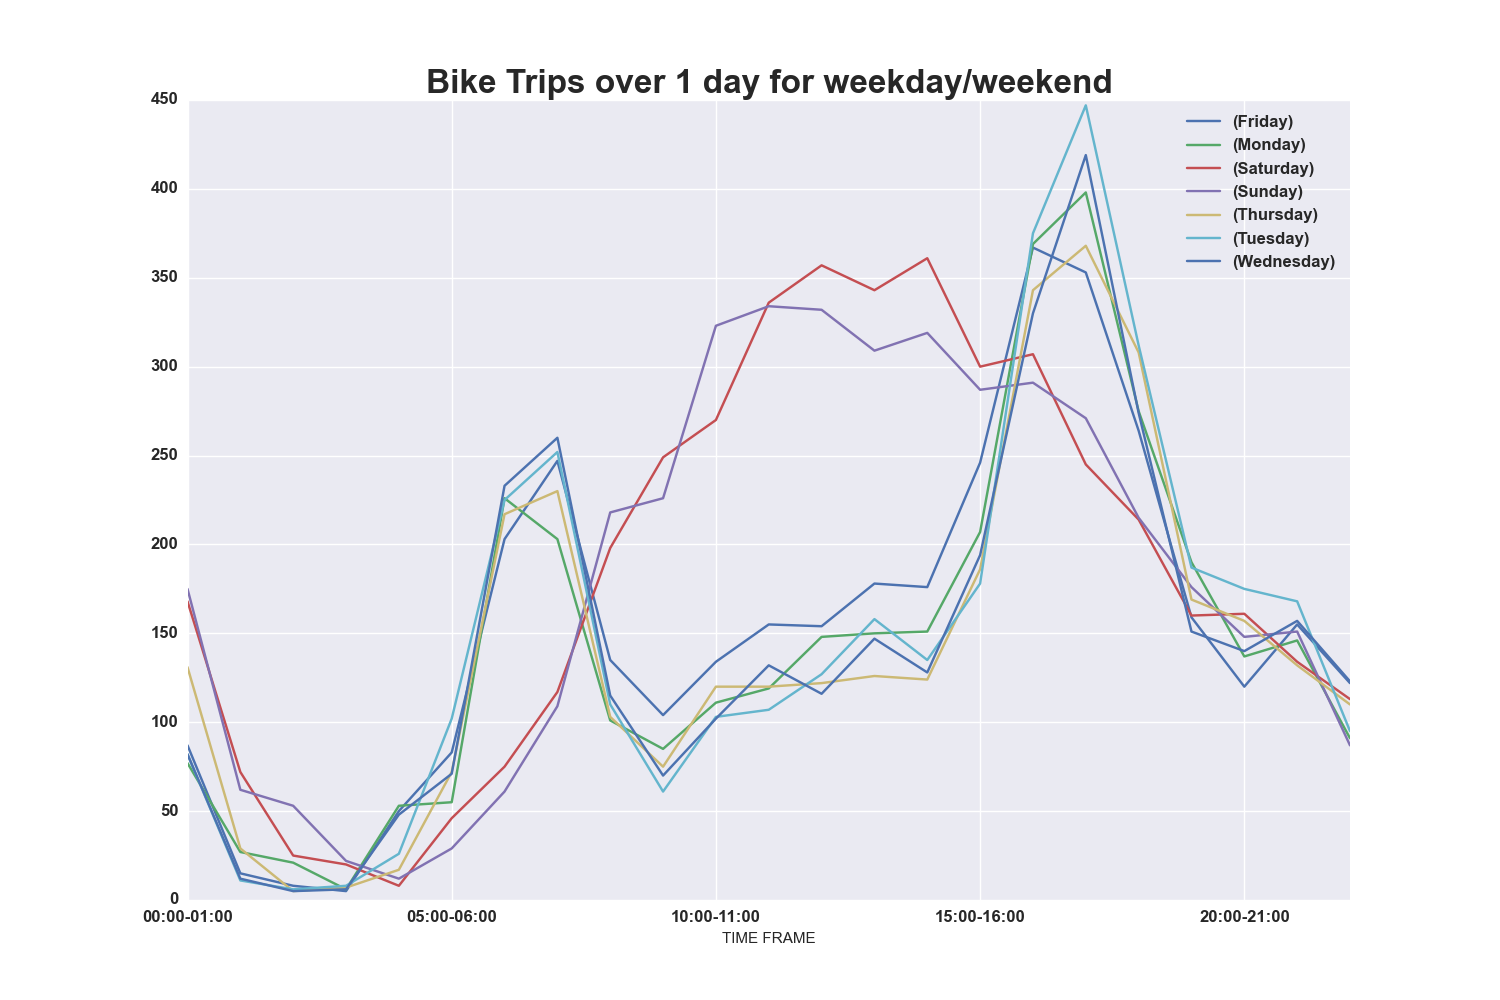 Bike Trips over 1 day for weekday/weekend
450
400
350
300
250
200
150
100
50
0
(Friday)
(Monday)
(Saturday)
(Sunday)
(Thursday)
(Tuesday)
(Wednesday)
00:00-01:00 05:00-06:00 10:00-11:00 15:00-16:00 20:00-21:00
TIME FRAME